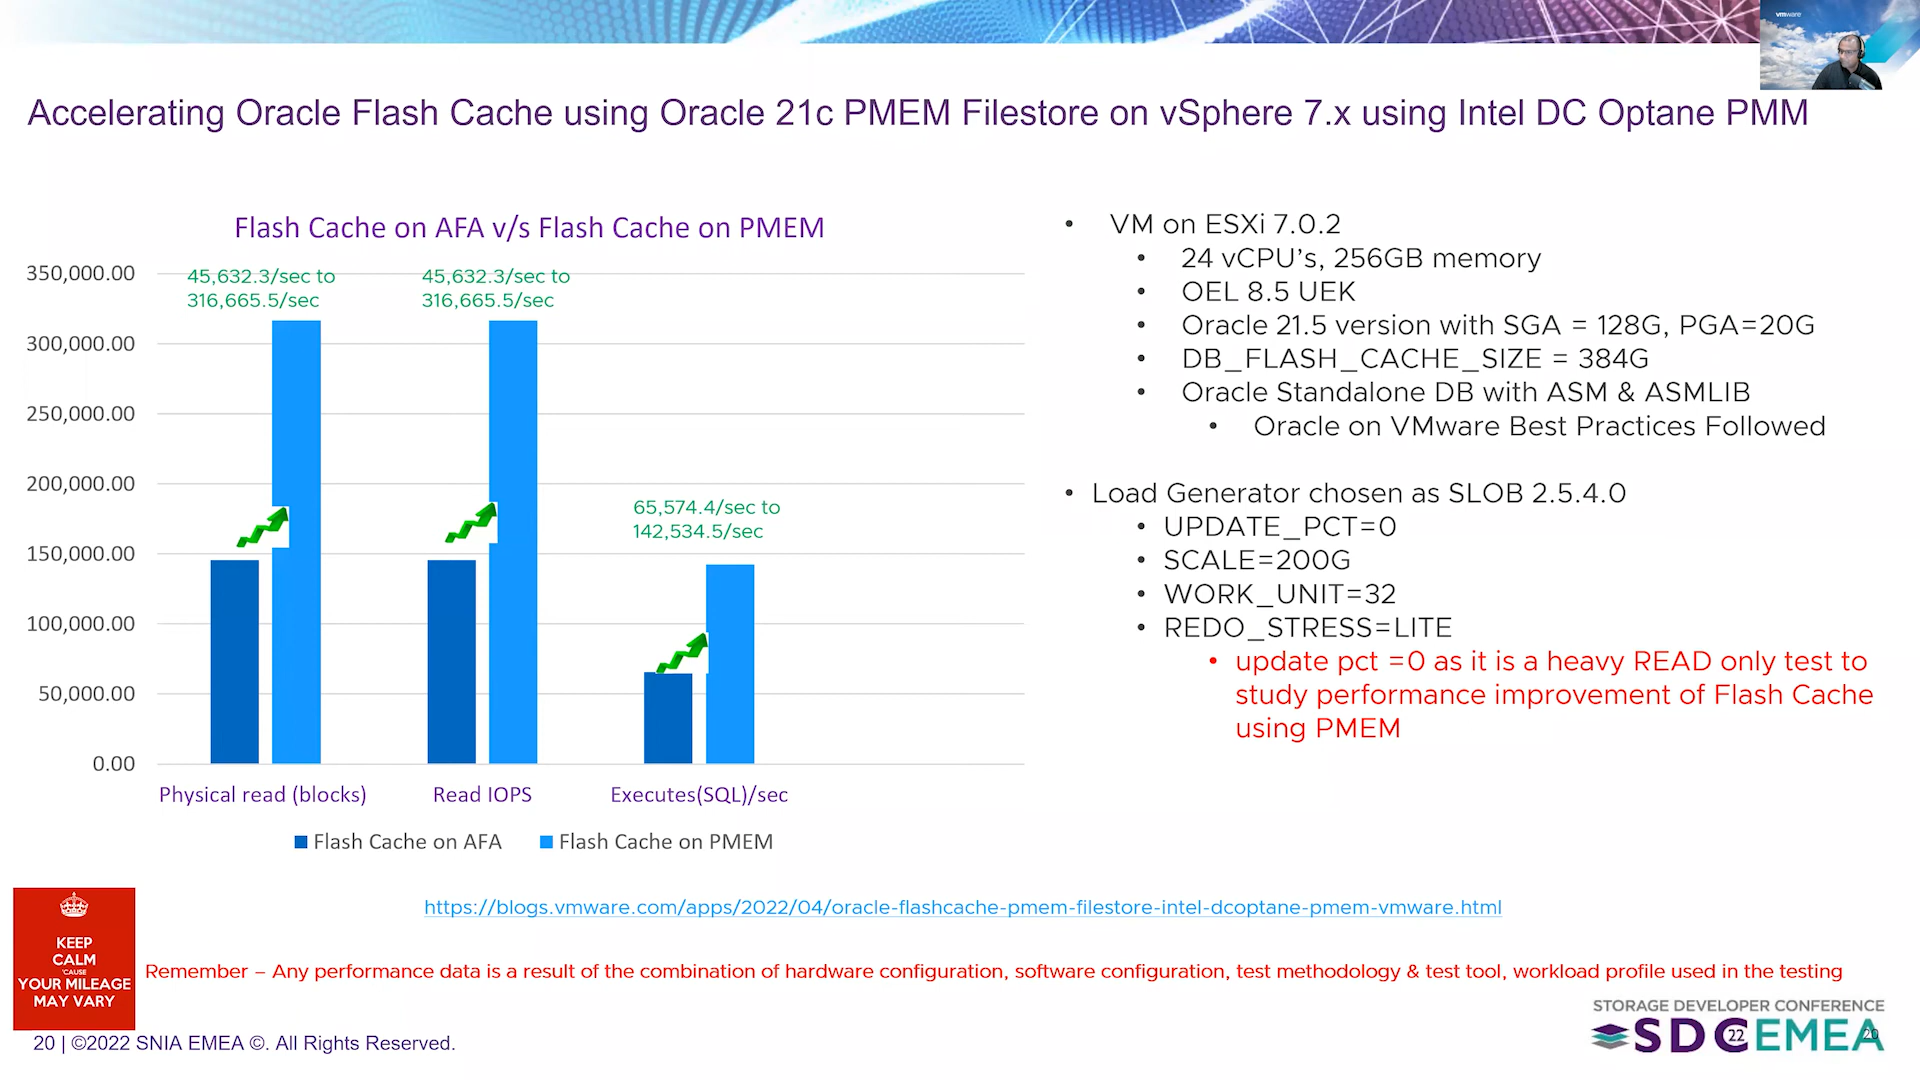 vmware
Accelerating Oracle Flash Cache using Oracle 21c PMEM Filestore on vSphere 7.x using Intel DC Optane PMM
Flash Cache on AFA v/s Flash Cache on PMEM
350,000.00
300,000.00
250,000.00
200,000.00
150,000.00
100,000.00
50,000.00
0.00
45,632.3/sec to
316,665.5/sec
45,632.3/sec to
316,665.5/sec
65,574.4/sec to
142,534.5/sec
Physical read (blocks)
Read IOPS
Executes(SQL)/sec
Flash Cache on AFA
Flash Cache on PMEM
• VM on ESXi 7.0.2
• 24 vCPU’s, 256GB memory
• OEL 8.5 UEK
• Oracle 21.5 version with SGA = 128G, PGA=20G
• DB_FLASH_CACHE_SIZE = 384G
• Oracle Standalone DB with ASM & ASMLIB
• Oracle on VMware Best Practices Followed
• Load Generator chosen as SLOB 2.5.4.0
• UPDATE_PCT=0
• SCALE=200G
• WORK_UNIT=32
• REDO_STRESS=LITE
• update pct =0 as it is a heavy READ only test to
study performance improvement of Flash Cache
using PMEM
https://blogs.vmware.com/apps/2022/04/oracle-flashcache-pmem-filestore-intel-dcoptane-pmem-vmware.html
KEEP
CALM
'CAUSE
YOUR MILEAGE
MAY VARY
Remember – Any performance data is a result of the combination of hardware configuration, software configuration, test methodology & test tool, workload profile used in the testing
STORAGE DEVELOPER CONFERENCE
SDC 22 EMEA
20
20 | ©2022 SNIA EMEA ©. All Rights Reserved.